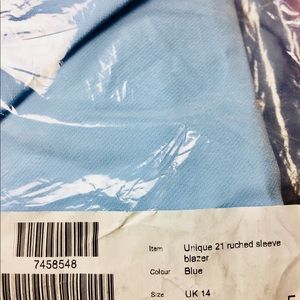 Item Unique 21 ruched sleeve
blazer
7458548
Colour Blue
Size UK 14